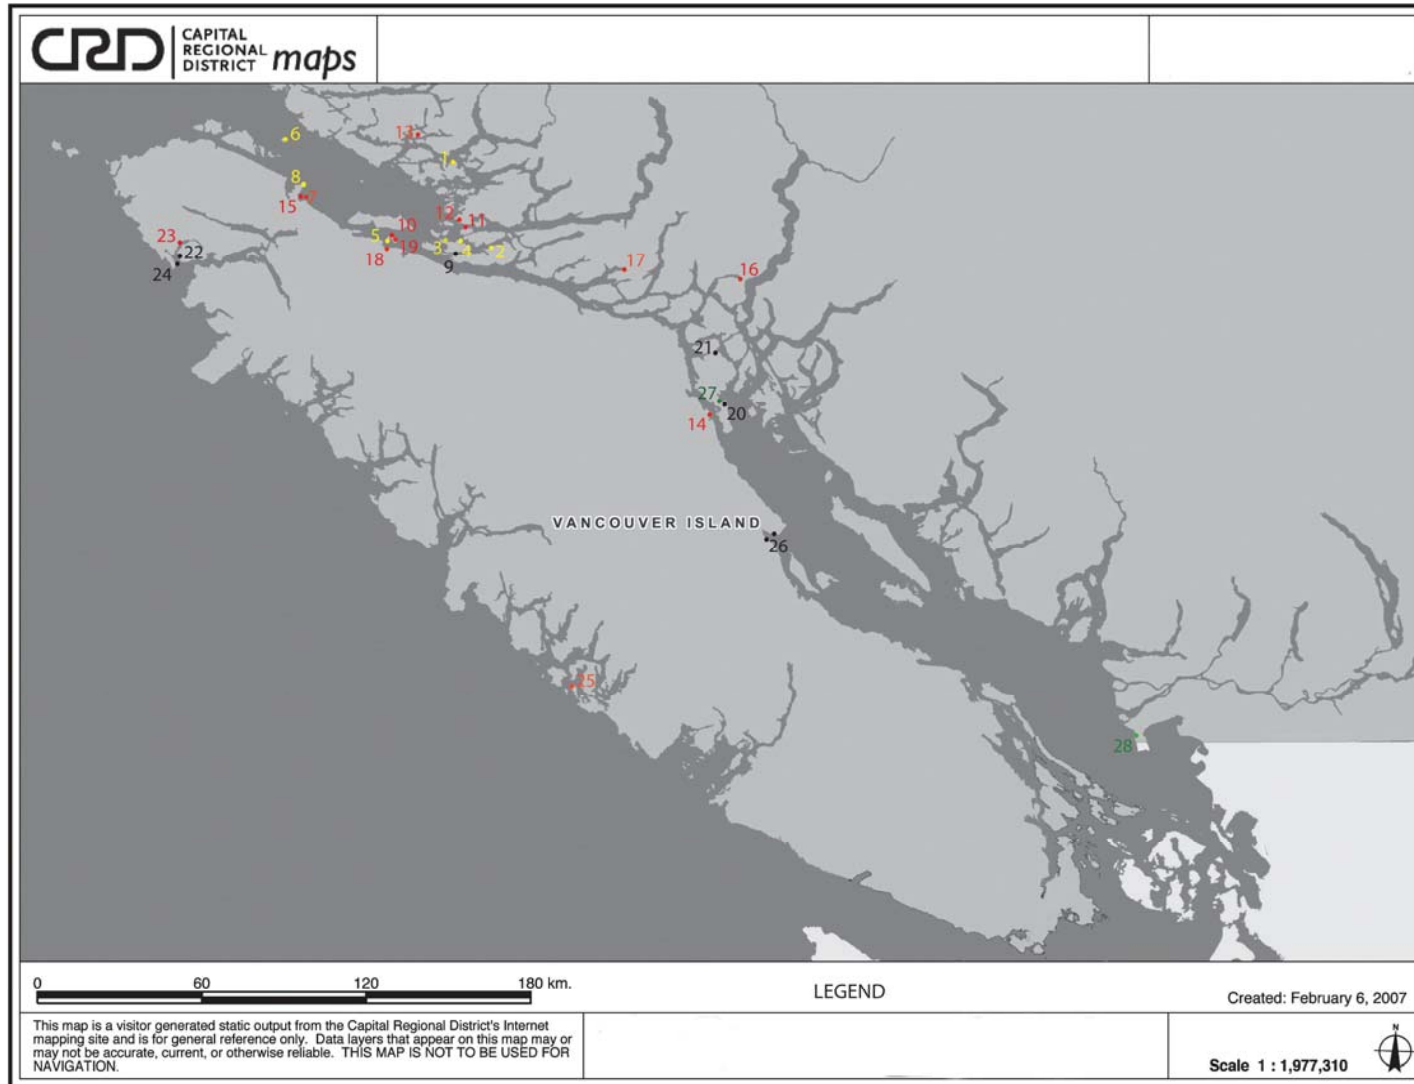 CRD CAPITAL
REGIONAL
DISTRICT maps
6
13
1
8
15 7
12 11
10
5 19
3 4 2
23
22
18
9
24
17
16
21
27
20
14
VANCOUVER ISLAND
26
25
28
0 60 120 180 km.
LEGEND
Created: February 6, 2007
This map is a visitor generated static output from the Capital Regional District's Internet
mapping site and is for general reference only. Data layers that appear on this map may or
may not be accurate, current, or otherwise reliable. THIS MAP IS NOT TO BE USED FOR
NAVIGATION.
N
Scale 1 : 1,977,310